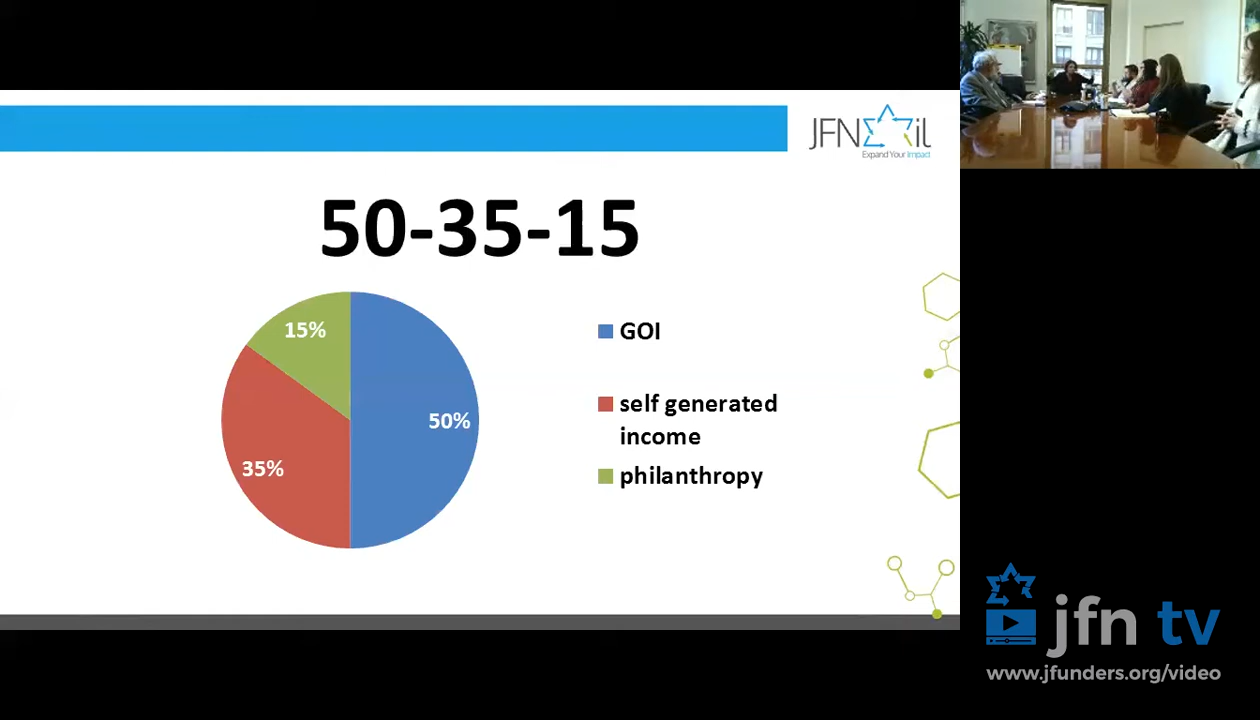 JFN il
Expand Your Impact
50-35-15
15%
50%
35%
GOI
self generated
income
philanthropy
jfn tv
www.jfunders.org/video